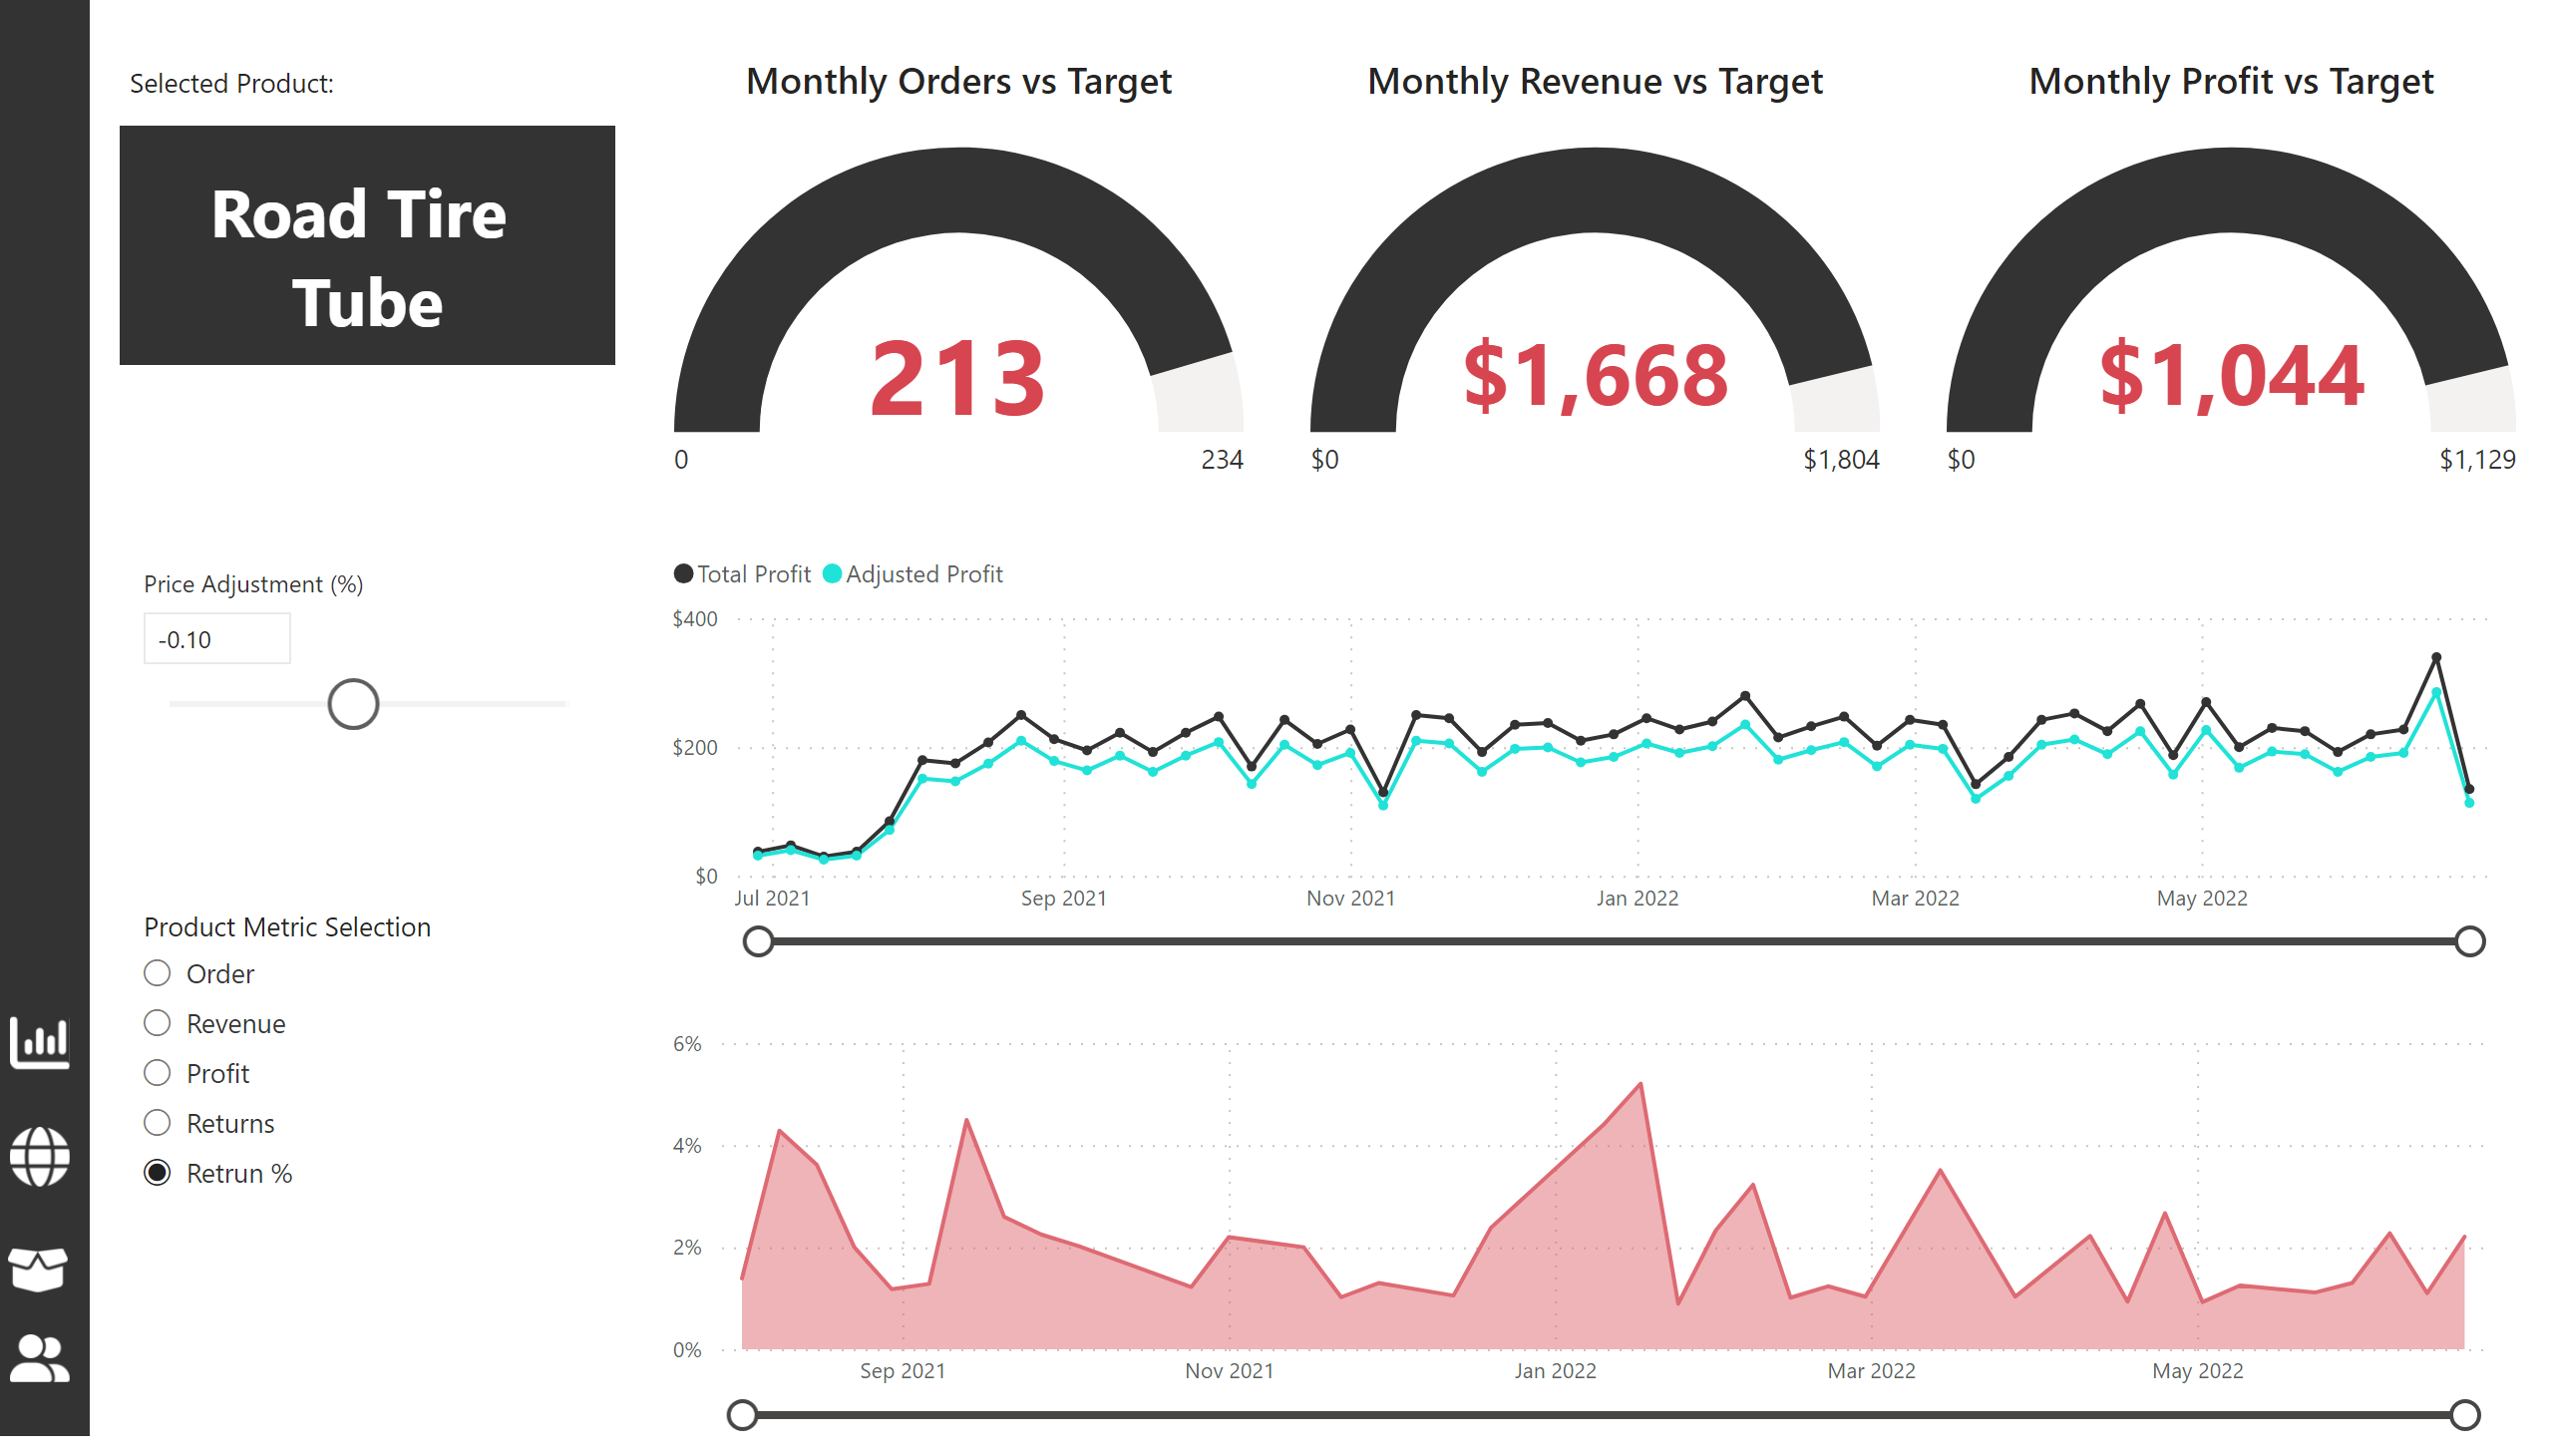 Selected Product:
Road Tire
Tube
Monthly Orders vs Target
213
0
234
Monthly Revenue vs Target
$1,668
$0
$1,804
Monthly Profit vs Target
$1,044
$0
$1,129
Price Adjustment (%)
-0.10
Total Profit Adjusted Profit
$400
$200
$0
Jul 2021 Sep 2021 Nov 2021 Jan 2022 Mar 2022 May 2022
Product Metric Selection
Order
Revenue
Profit
Returns
Retrun %
6%
4%
2%
0%
Sep 2021 Nov 2021 Jan 2022 Mar 2022 May 2022